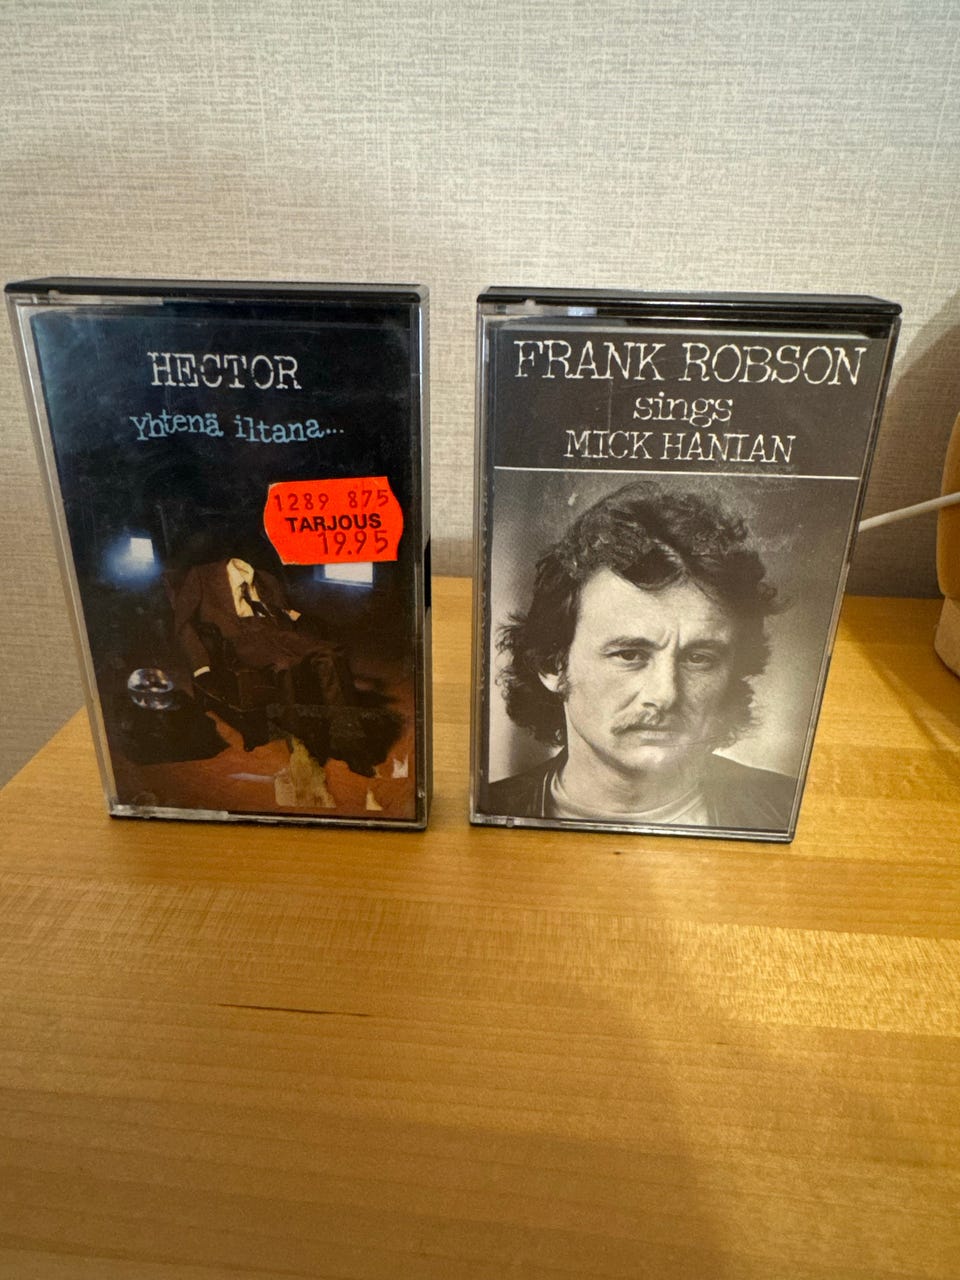 HECTOR
Yhtenä iltana...
1289 875
TARJOUS
19.95
FRANK ROBSON
sings
MICK HANIAN